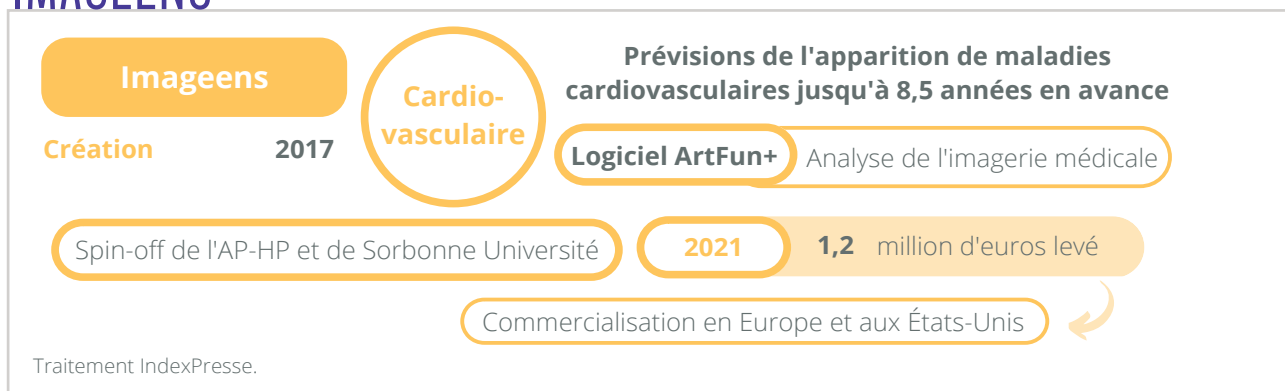 IMAGEENS
Imageens
Création 2017
Cardio-
vasculaire
Prévisions de l'apparition de maladies
cardiovasculaires jusqu'à 8,5 années en avance
Logiciel ArtFun+ Analyse de l'imagerie médicale
Spin-off de l'AP-HP et de Sorbonne Université
2021 1,2 million d'euros levé
Commercialisation en Europe et aux États-Unis
Traitement IndexPresse.